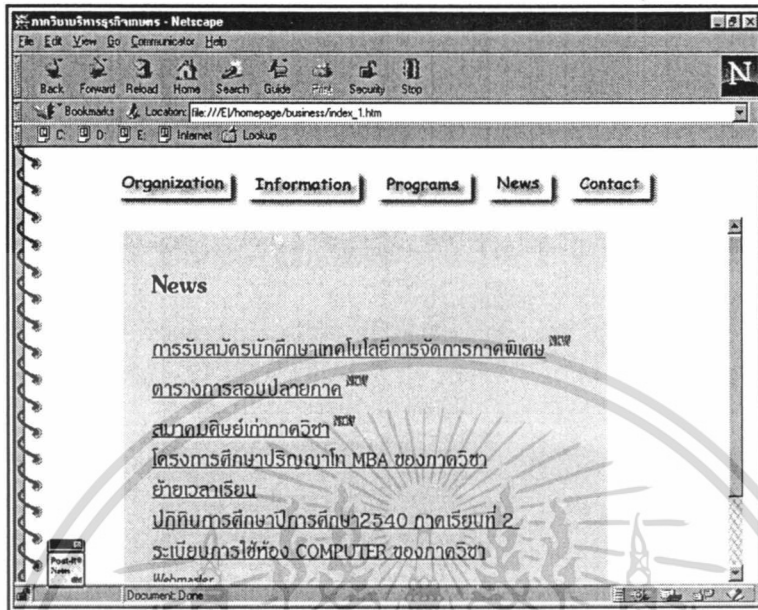 ภาควิชาบริหารธุรกิจเกษตร - Netscape
File Edit View Go Communicator Help
Back Forward Reload Home Search Guide Print Security Stop
N
Bookmarks Location: file:///E|/homepage/business/index_1.htm
C: D: E: Internet Lookup
Organization Information Programs News Contact
News
การรับสมัครนักศึกษาเทคโนโลยีการจัดการภาคพิเศษ NEW
ตารางการสอบปลายภาค NEW
สมาคมศิษย์เก่าภาควิชา NEW
โครงการศึกษาปริญญาโท MBA ของภาควิชา
ย้ายเวลาเรียน
ปฏิทินการศึกษาปีการศึกษา2540 ภาคเรียนที่ 2
ระเบียบการใช้ห้อง COMPUTER ของภาควิชา
Webmaster
Post-it®
Document: Done